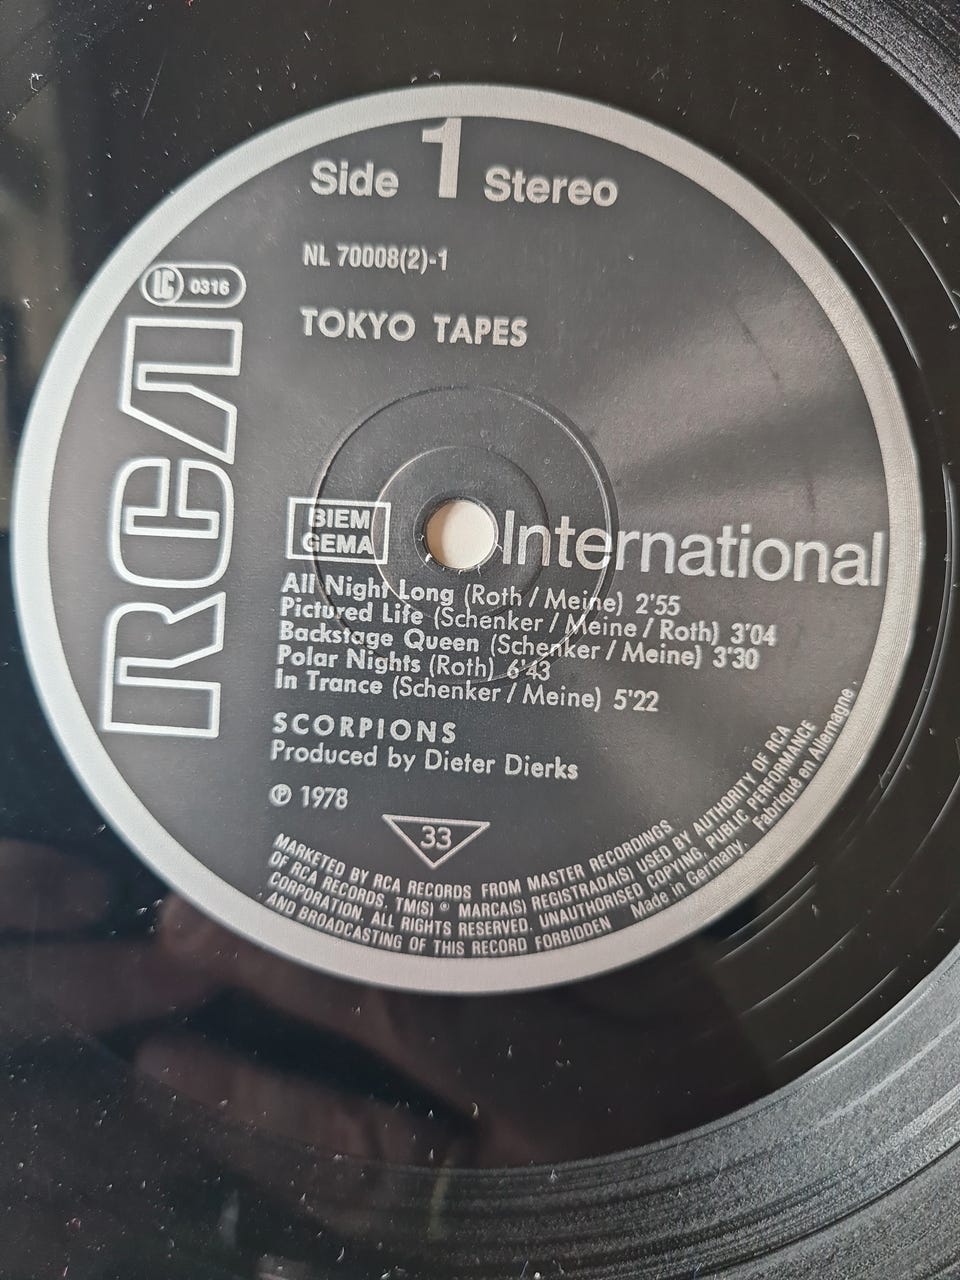 Side 1 Stereo
NL 70008(2)-1
LC 0316
TOKYO TAPES
RCA
BIEM
GEMA
International
All Night Long (Roth / Meine) 2'55
Pictured Life (Schenker / Meine / Roth) 3'04
Backstage Queen (Schenker / Meine) 3'30
Polar Nights (Roth) 6'43
In Trance (Schenker / Meine) 5'22
SCORPIONS
Produced by Dieter Dierks
℗ 1978
33
MARKETED BY RCA RECORDS FROM MASTER RECORDINGS
OF RCA RECORDS, TM(S) ® MARCA(S) REGISTRADA(S) USED BY AUTHORITY OF RCA
CORPORATION. ALL RIGHTS RESERVED. UNAUTHORISED COPYING, PUBLIC PERFORMANCE
AND BROADCASTING OF THIS RECORD FORBIDDEN
Made in Germany.
Fabriqué en Allemagne.